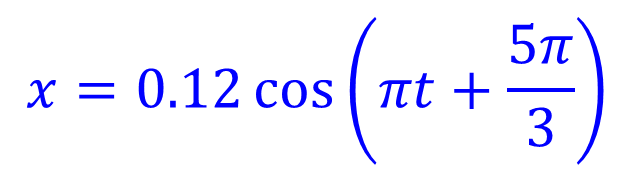 x = 0.12 cos(πt + 5π/3)